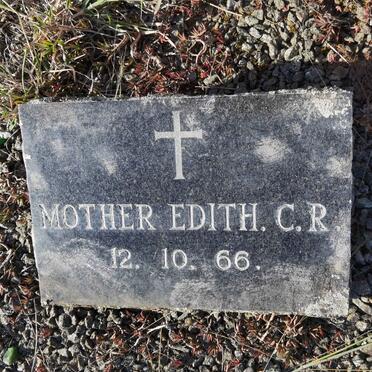 MOTHER EDITH. C.R.
12. 10. 66.